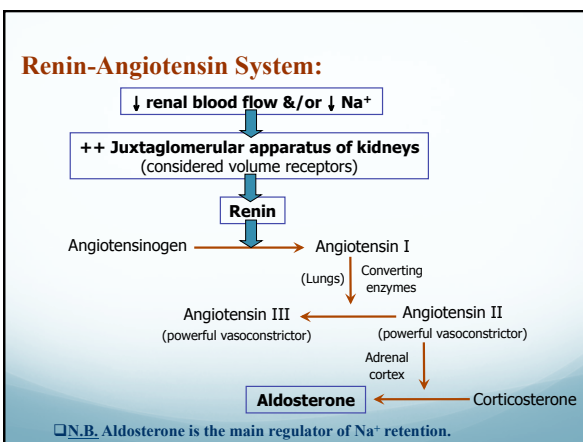 Renin-Angiotensin System:
↓ renal blood flow &/or ↓ Na⁺
++ Juxtaglomerular apparatus of kidneys
(considered volume receptors)
Renin
Angiotensinogen
Angiotensin I
(Lungs)
Converting
enzymes
Angiotensin III
(powerful vasoconstrictor)
Angiotensin II
(powerful vasoconstrictor)
Adrenal
cortex
Aldosterone
Corticosterone
❑N.B. Aldosterone is the main regulator of Na⁺ retention.